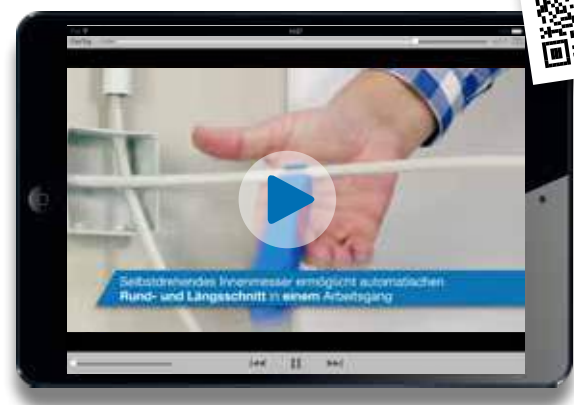 Selbstdrehendes Innenmesser ermöglicht automatischen
Rund- und Längsschnitt in einem Arbeitsgang